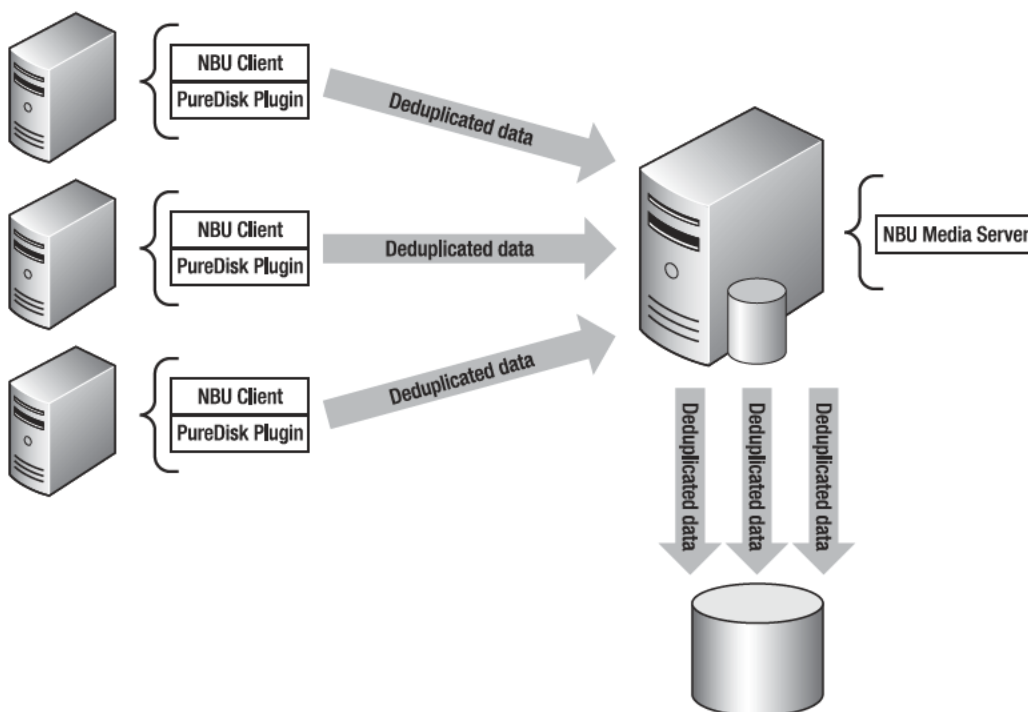 NBU Client
PureDisk Plugin
Deduplicated data
NBU Client
PureDisk Plugin
Deduplicated data
NBU Media Server
NBU Client
PureDisk Plugin
Deduplicated data
Deduplicated data
Deduplicated data
Deduplicated data